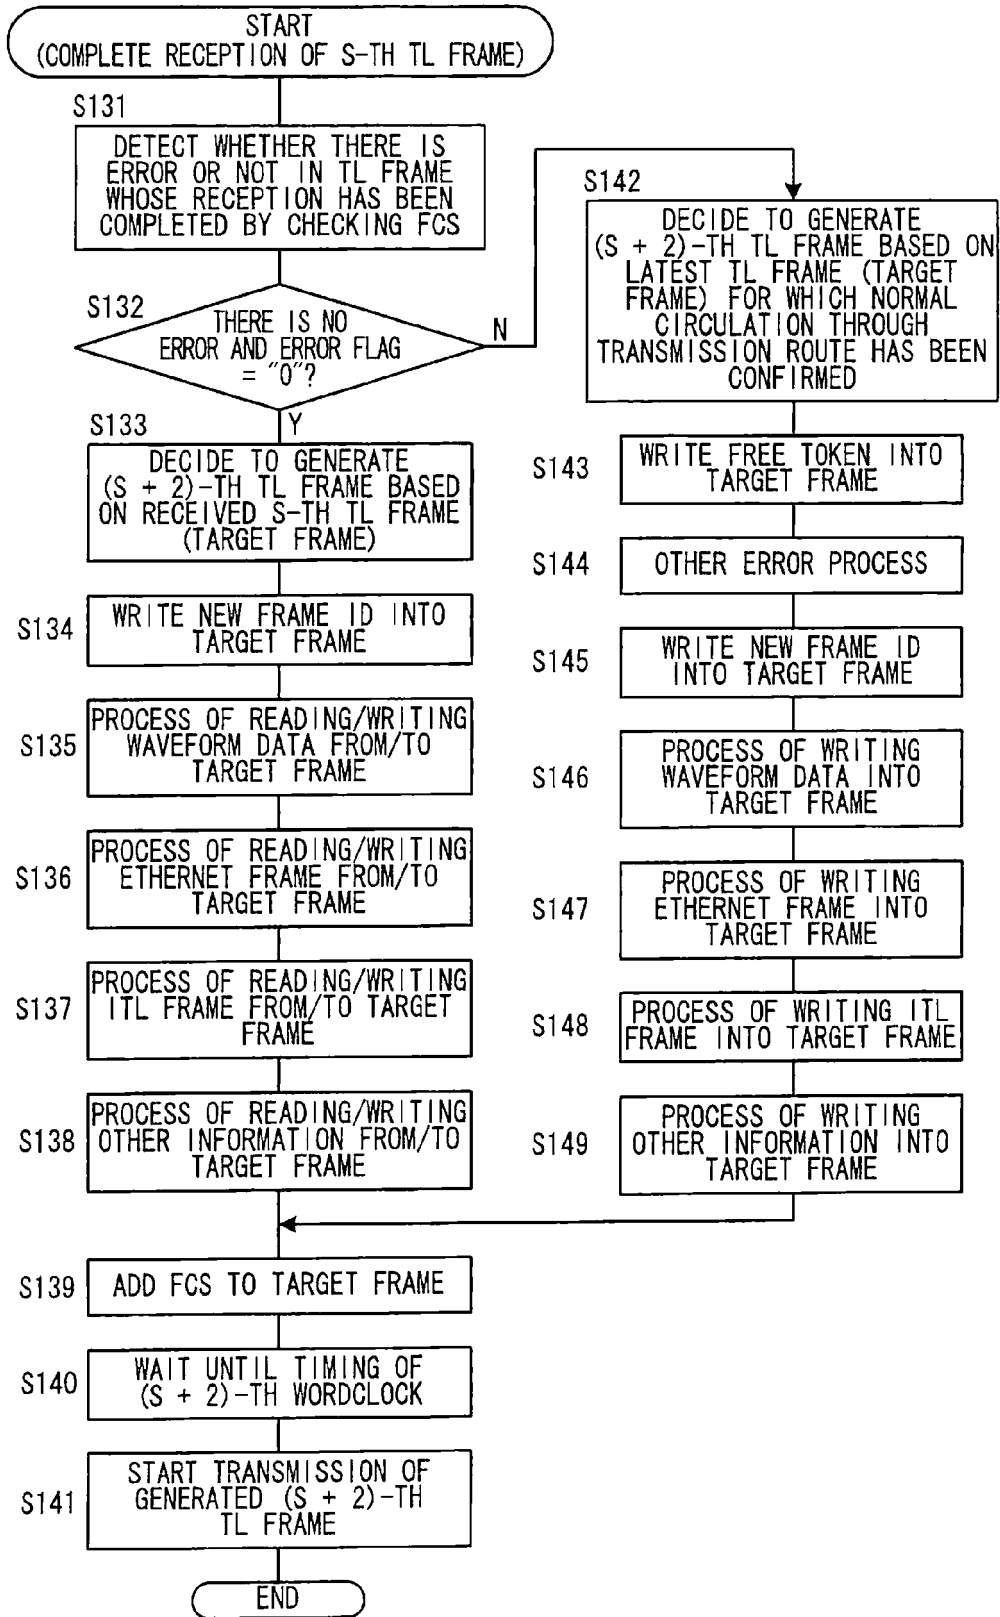 START
(COMPLETE RECEPTION OF S-TH TL FRAME)
S131
DETECT WHETHER THERE IS
ERROR OR NOT IN TL FRAME
WHOSE RECEPTION HAS BEEN
COMPLETED BY CHECKING FCS
S132
THERE IS NO
ERROR AND ERROR FLAG
= "0"?
N
Y
S133
DECIDE TO GENERATE
(S + 2)-TH TL FRAME BASED
ON RECEIVED S-TH TL FRAME
(TARGET FRAME)
S134
WRITE NEW FRAME ID INTO
TARGET FRAME
S135
PROCESS OF READING/WRITING
WAVEFORM DATA FROM/TO
TARGET FRAME
S136
PROCESS OF READING/WRITING
ETHERNET FRAME FROM/TO
TARGET FRAME
S137
PROCESS OF READING/WRITING
ITL FRAME FROM/TO TARGET
FRAME
S138
PROCESS OF READING/WRITING
OTHER INFORMATION FROM/TO
TARGET FRAME
S142
DECIDE TO GENERATE
(S + 2)-TH TL FRAME BASED ON
LATEST TL FRAME (TARGET
FRAME) FOR WHICH NORMAL
CIRCULATION THROUGH
TRANSMISSION ROUTE HAS BEEN
CONFIRMED
S143
WRITE FREE TOKEN INTO
TARGET FRAME
S144
OTHER ERROR PROCESS
S145
WRITE NEW FRAME ID
INTO TARGET FRAME
S146
PROCESS OF WRITING
WAVEFORM DATA INTO
TARGET FRAME
S147
PROCESS OF WRITING
ETHERNET FRAME INTO
TARGET FRAME
S148
PROCESS OF WRITING ITL
FRAME INTO TARGET FRAME
S149
PROCESS OF WRITING
OTHER INFORMATION INTO
TARGET FRAME
S139
ADD FCS TO TARGET FRAME
S140
WAIT UNTIL TIMING OF
(S + 2)-TH WORDCLOCK
S141
START TRANSMISSION OF
GENERATED (S + 2)-TH
TL FRAME
END